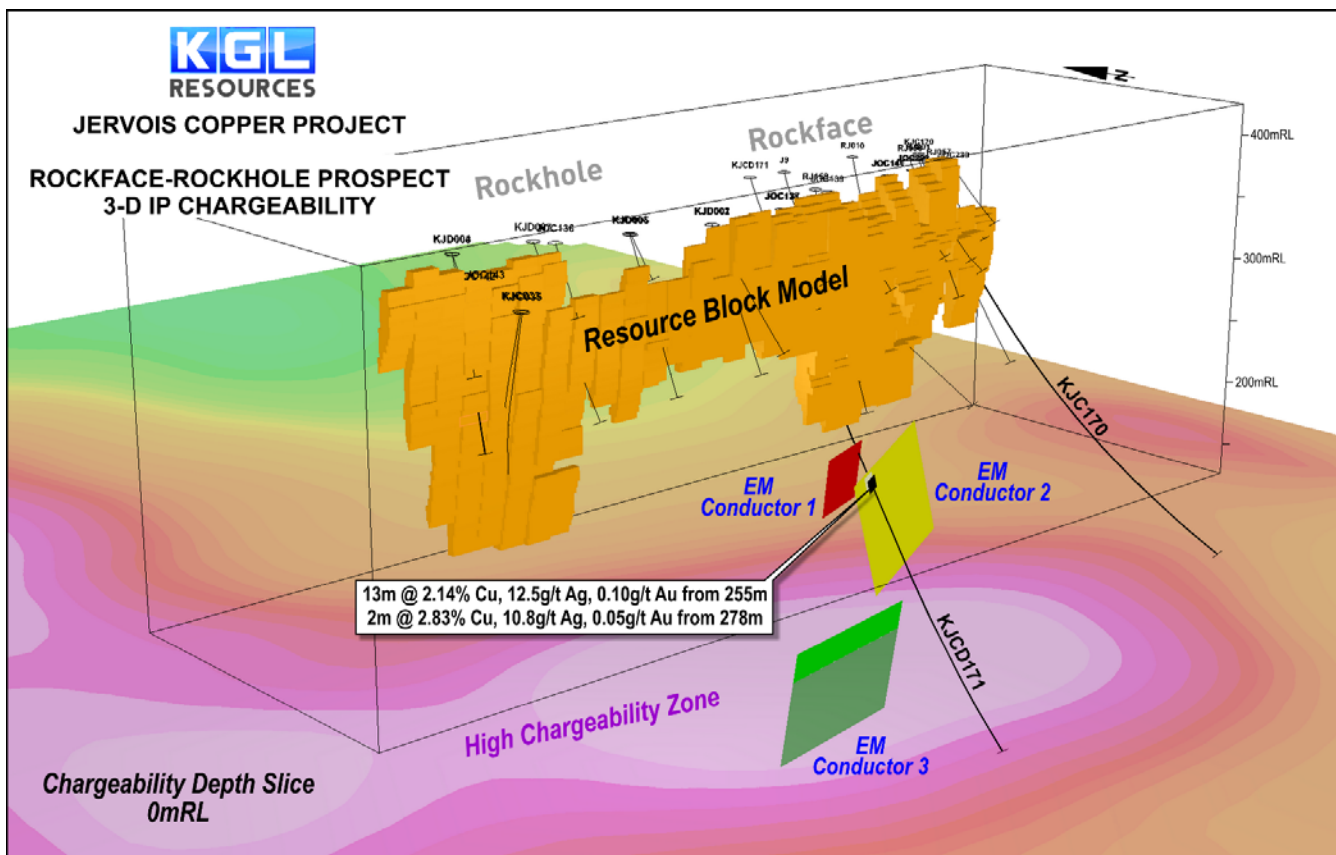 KGL
RESOURCES
JERVOIS COPPER PROJECT
ROCKFACE-ROCKHOLE PROSPECT
3-D IP CHARGEABILITY
N
400mRL
300mRL
200mRL
Rockhole
Rockface
KJCD171
J9
RJ010
KJC170
KJD002
KJD005
KJD004
KJC035
Resource Block Model
KJC170
EM
Conductor 1
EM
Conductor 2
13m @ 2.14% Cu, 12.5g/t Ag, 0.10g/t Au from 255m
2m @ 2.83% Cu, 10.8g/t Ag, 0.05g/t Au from 278m
KJCD171
High Chargeability Zone
EM
Conductor 3
Chargeability Depth Slice
0mRL